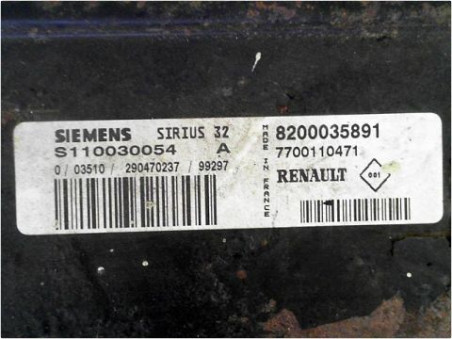 SIEMENS SIRIUS 32
S110030054 A
0 / 03510 / 290470237 / 99297
MADE IN FRANCE
8200035891
7700110471
RENAULT 001